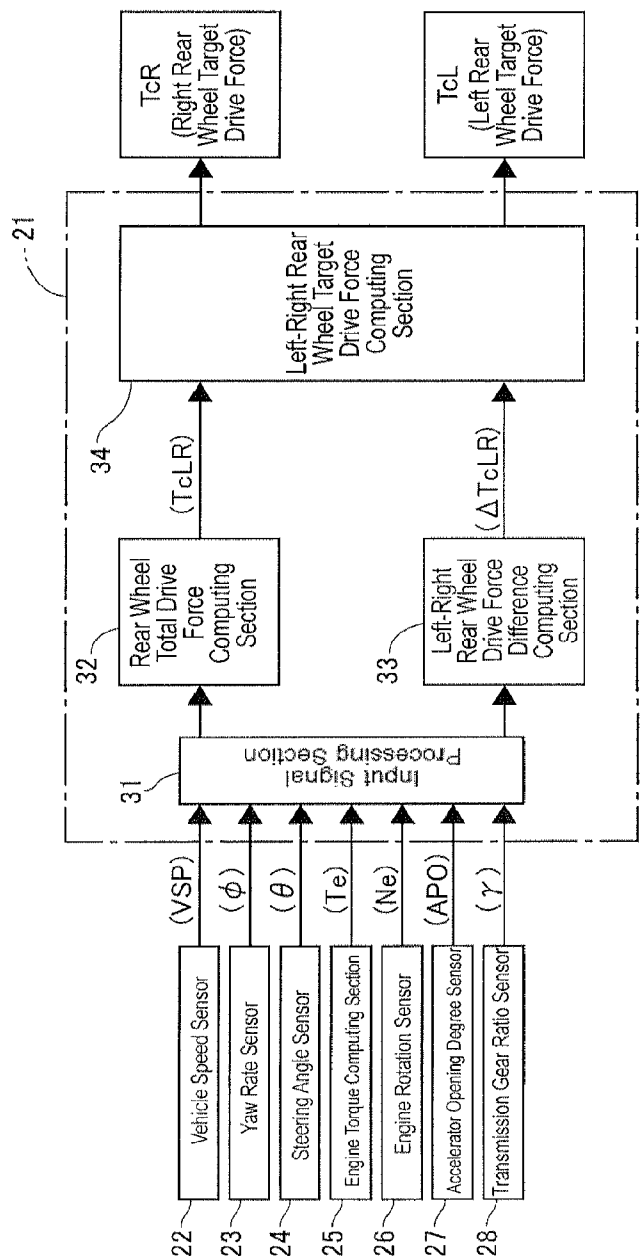 21
22
Vehicle Speed Sensor
(VSP)
23
Yaw Rate Sensor
(ϕ)
24
Steering Angle Sensor
(θ)
25
Engine Torque Computing Section
(Te)
26
Engine Rotation Sensor
(Ne)
27
Accelerator Opening Degree Sensor
(APO)
28
Transmission Gear Ratio Sensor
(γ)
31
Input Signal
Processing Section
32
Rear Wheel
Total Drive
Force
Computing
Section
(TcLR)
33
Left-Right
Rear Wheel
Drive Force
Difference
Computing
Section
(ΔTcLR)
34
Left-Right Rear
Wheel Target
Drive Force
Computing
Section
TcR
(Right Rear
Wheel Target
Drive Force)
TcL
(Left Rear
Wheel Target
Drive Force)